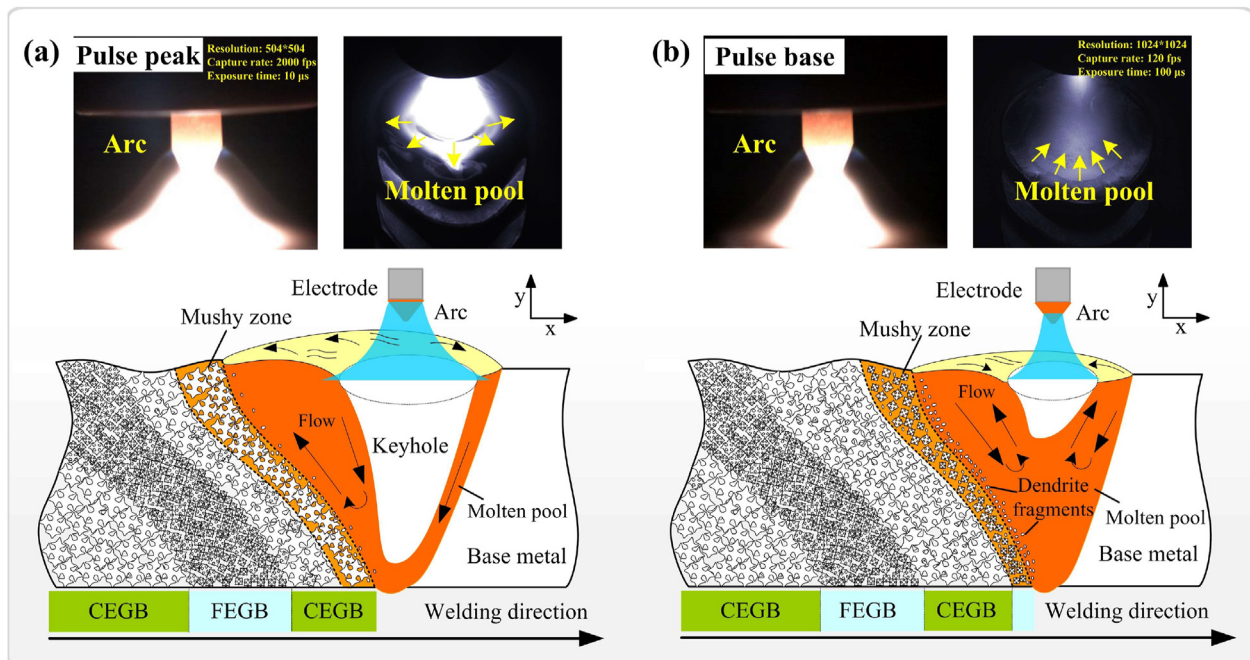 (a)
Pulse peak
Resolution: 504*504
Capture rate: 2000 fps
Exposure time: 10 μs
Arc
Molten pool
Electrode
Arc
y
x
Mushy zone
Flow
Keyhole
Molten pool
Base metal
CEGB
FEGB
CEGB
Welding direction
(b)
Pulse base
Resolution: 1024*1024
Capture rate: 120 fps
Exposure time: 100 μs
Arc
Molten pool
Electrode
Arc
y
x
Mushy zone
Flow
Dendrite
fragments
Molten pool
Base metal
CEGB
FEGB
CEGB
Welding direction